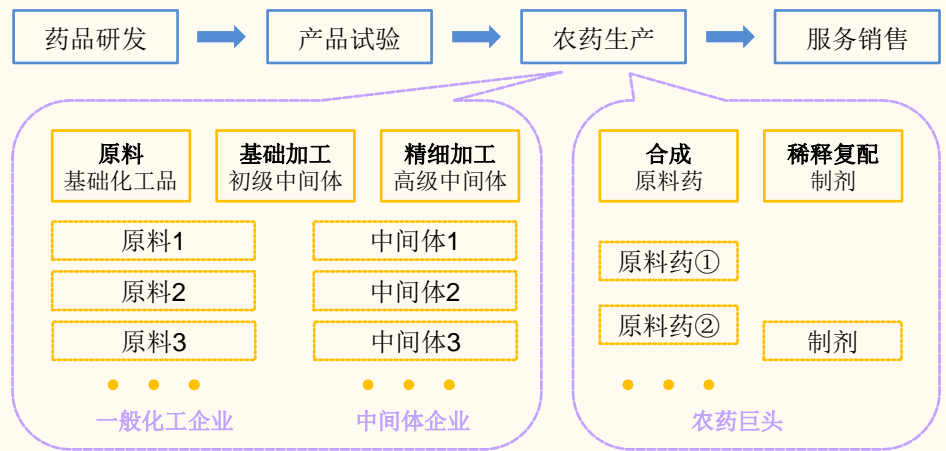 药品研发
产品试验
农药生产
服务销售
原料
基础化工品
基础加工
初级中间体
精细加工
高级中间体
合成
原料药
稀释复配
制剂
原料1
原料2
原料3
中间体1
中间体2
中间体3
原料药①
原料药②
制剂
一般化工企业
中间体企业
农药巨头